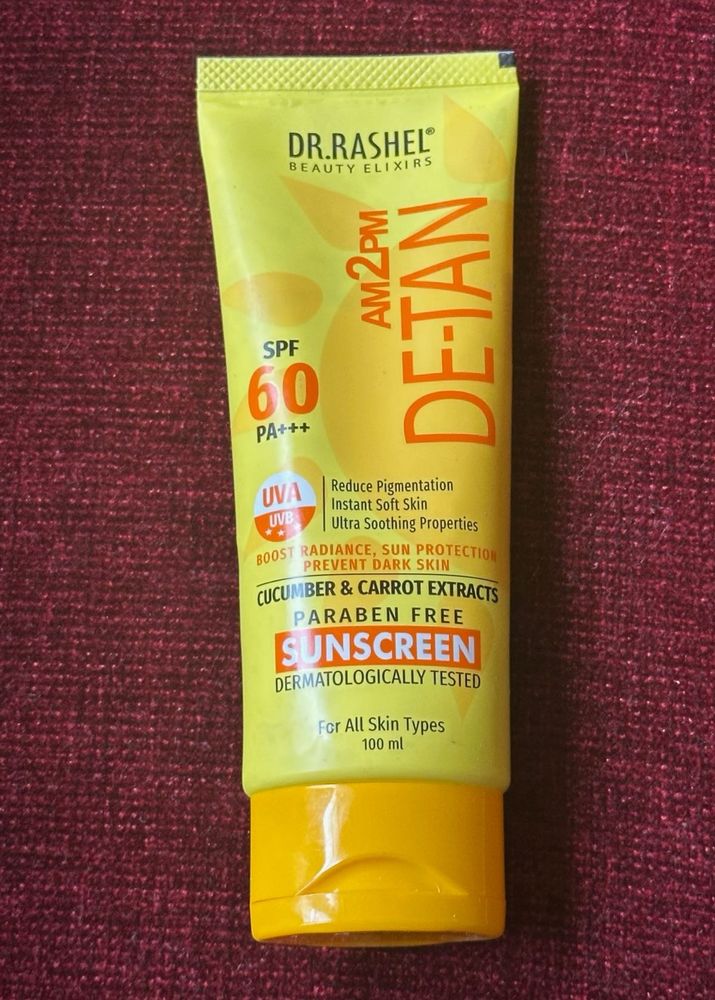 DR.RASHEL®
BEAUTY ELIXIRS
AM2PM
DE-TAN
SPF
60
PA+++
UVA
UVB
Reduce Pigmentation
Instant Soft Skin
Ultra Soothing Properties
BOOST RADIANCE, SUN PROTECTION
PREVENT DARK SKIN
CUCUMBER & CARROT EXTRACTS
PARABEN FREE
SUNSCREEN
DERMATOLOGICALLY TESTED
For All Skin Types
100 ml